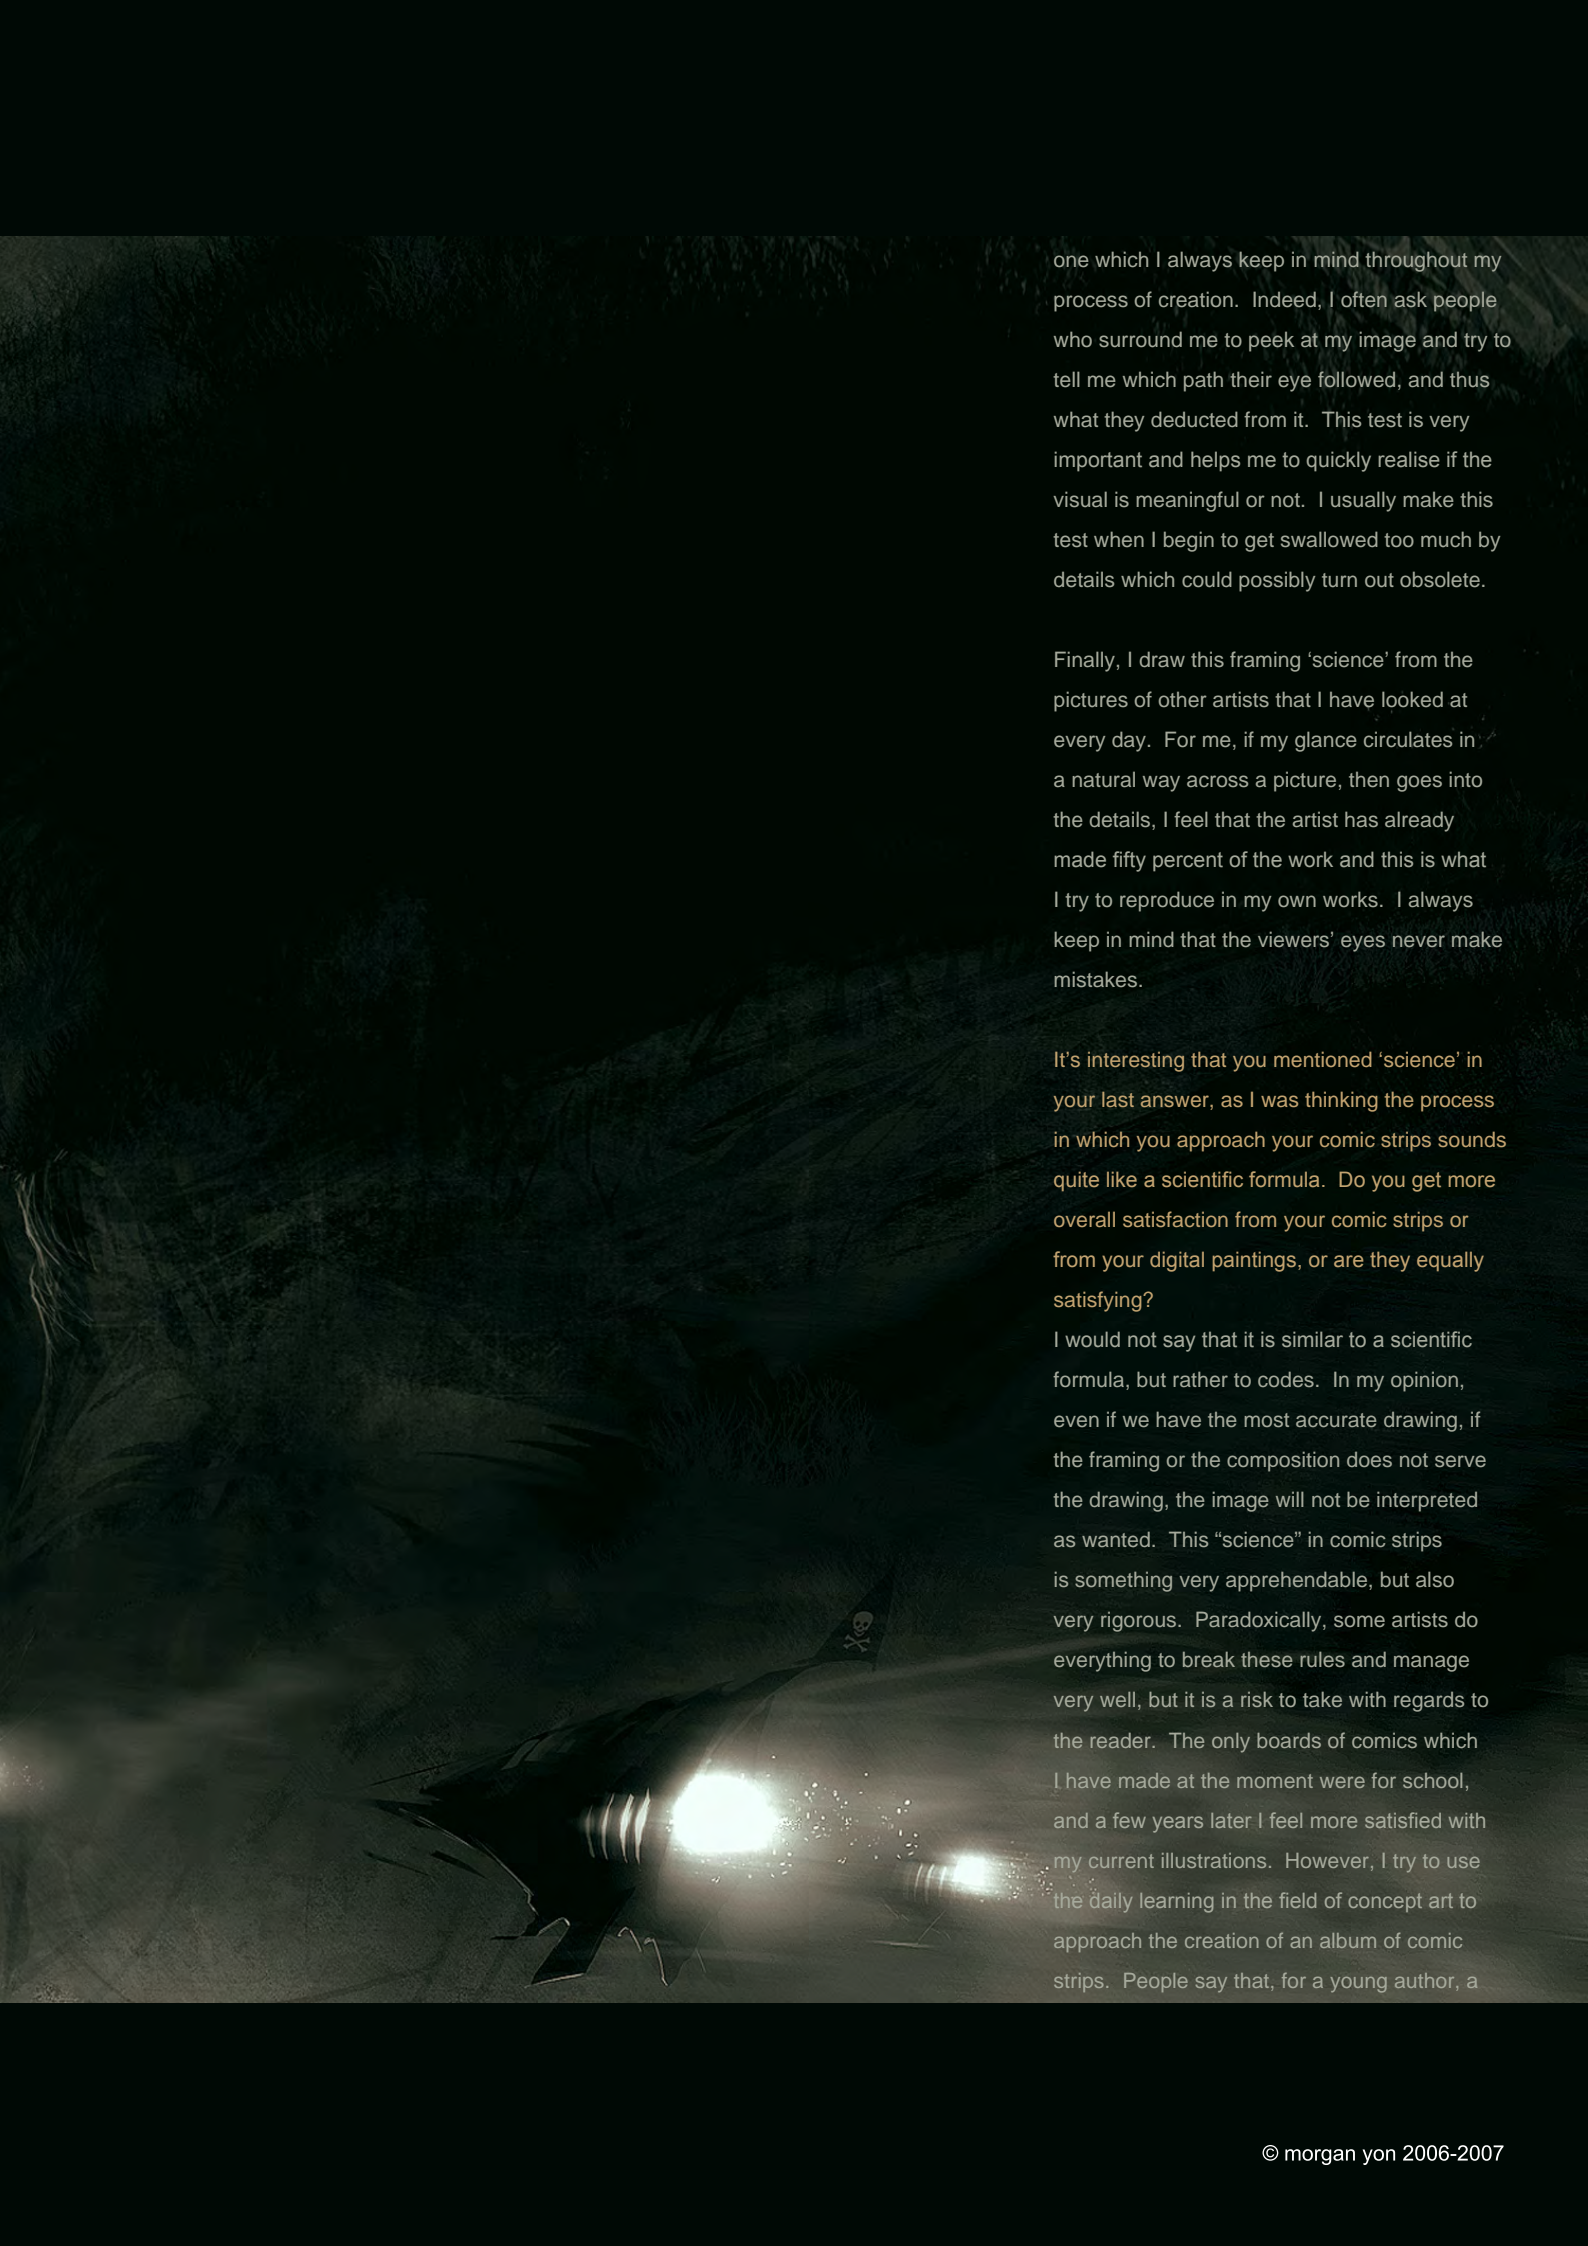 one which I always keep in mind throughout my
process of creation.  Indeed, I often ask people
who surround me to peek at my image and try to
tell me which path their eye followed, and thus
what they deducted from it.  This test is very
important and helps me to quickly realise if the
visual is meaningful or not.  I usually make this
test when I begin to get swallowed too much by
details which could possibly turn out obsolete.
Finally, I draw this framing ‘science’ from the
pictures of other artists that I have looked at
every day.  For me, if my glance circulates in
a natural way across a picture, then goes into
the details, I feel that the artist has already
made fifty percent of the work and this is what
I try to reproduce in my own works.  I always
keep in mind that the viewers’ eyes never make
mistakes.
It’s interesting that you mentioned ‘science’ in
your last answer, as I was thinking the process
in which you approach your comic strips sounds
quite like a scientific formula.  Do you get more
overall satisfaction from your comic strips or
from your digital paintings, or are they equally
satisfying?
I would not say that it is similar to a scientific
formula, but rather to codes.  In my opinion,
even if we have the most accurate drawing, if
the framing or the composition does not serve
the drawing, the image will not be interpreted
as wanted.  This “science” in comic strips
is something very apprehendable, but also
very rigorous.  Paradoxically, some artists do
everything to break these rules and manage
very well, but it is a risk to take with regards to
the reader.  The only boards of comics which
I have made at the moment were for school,
and a few years later I feel more satisfied with
my current illustrations.  However, I try to use
the daily learning in the field of concept art to
approach the creation of an album of comic
strips.  People say that, for a young author, a
© morgan yon 2006-2007